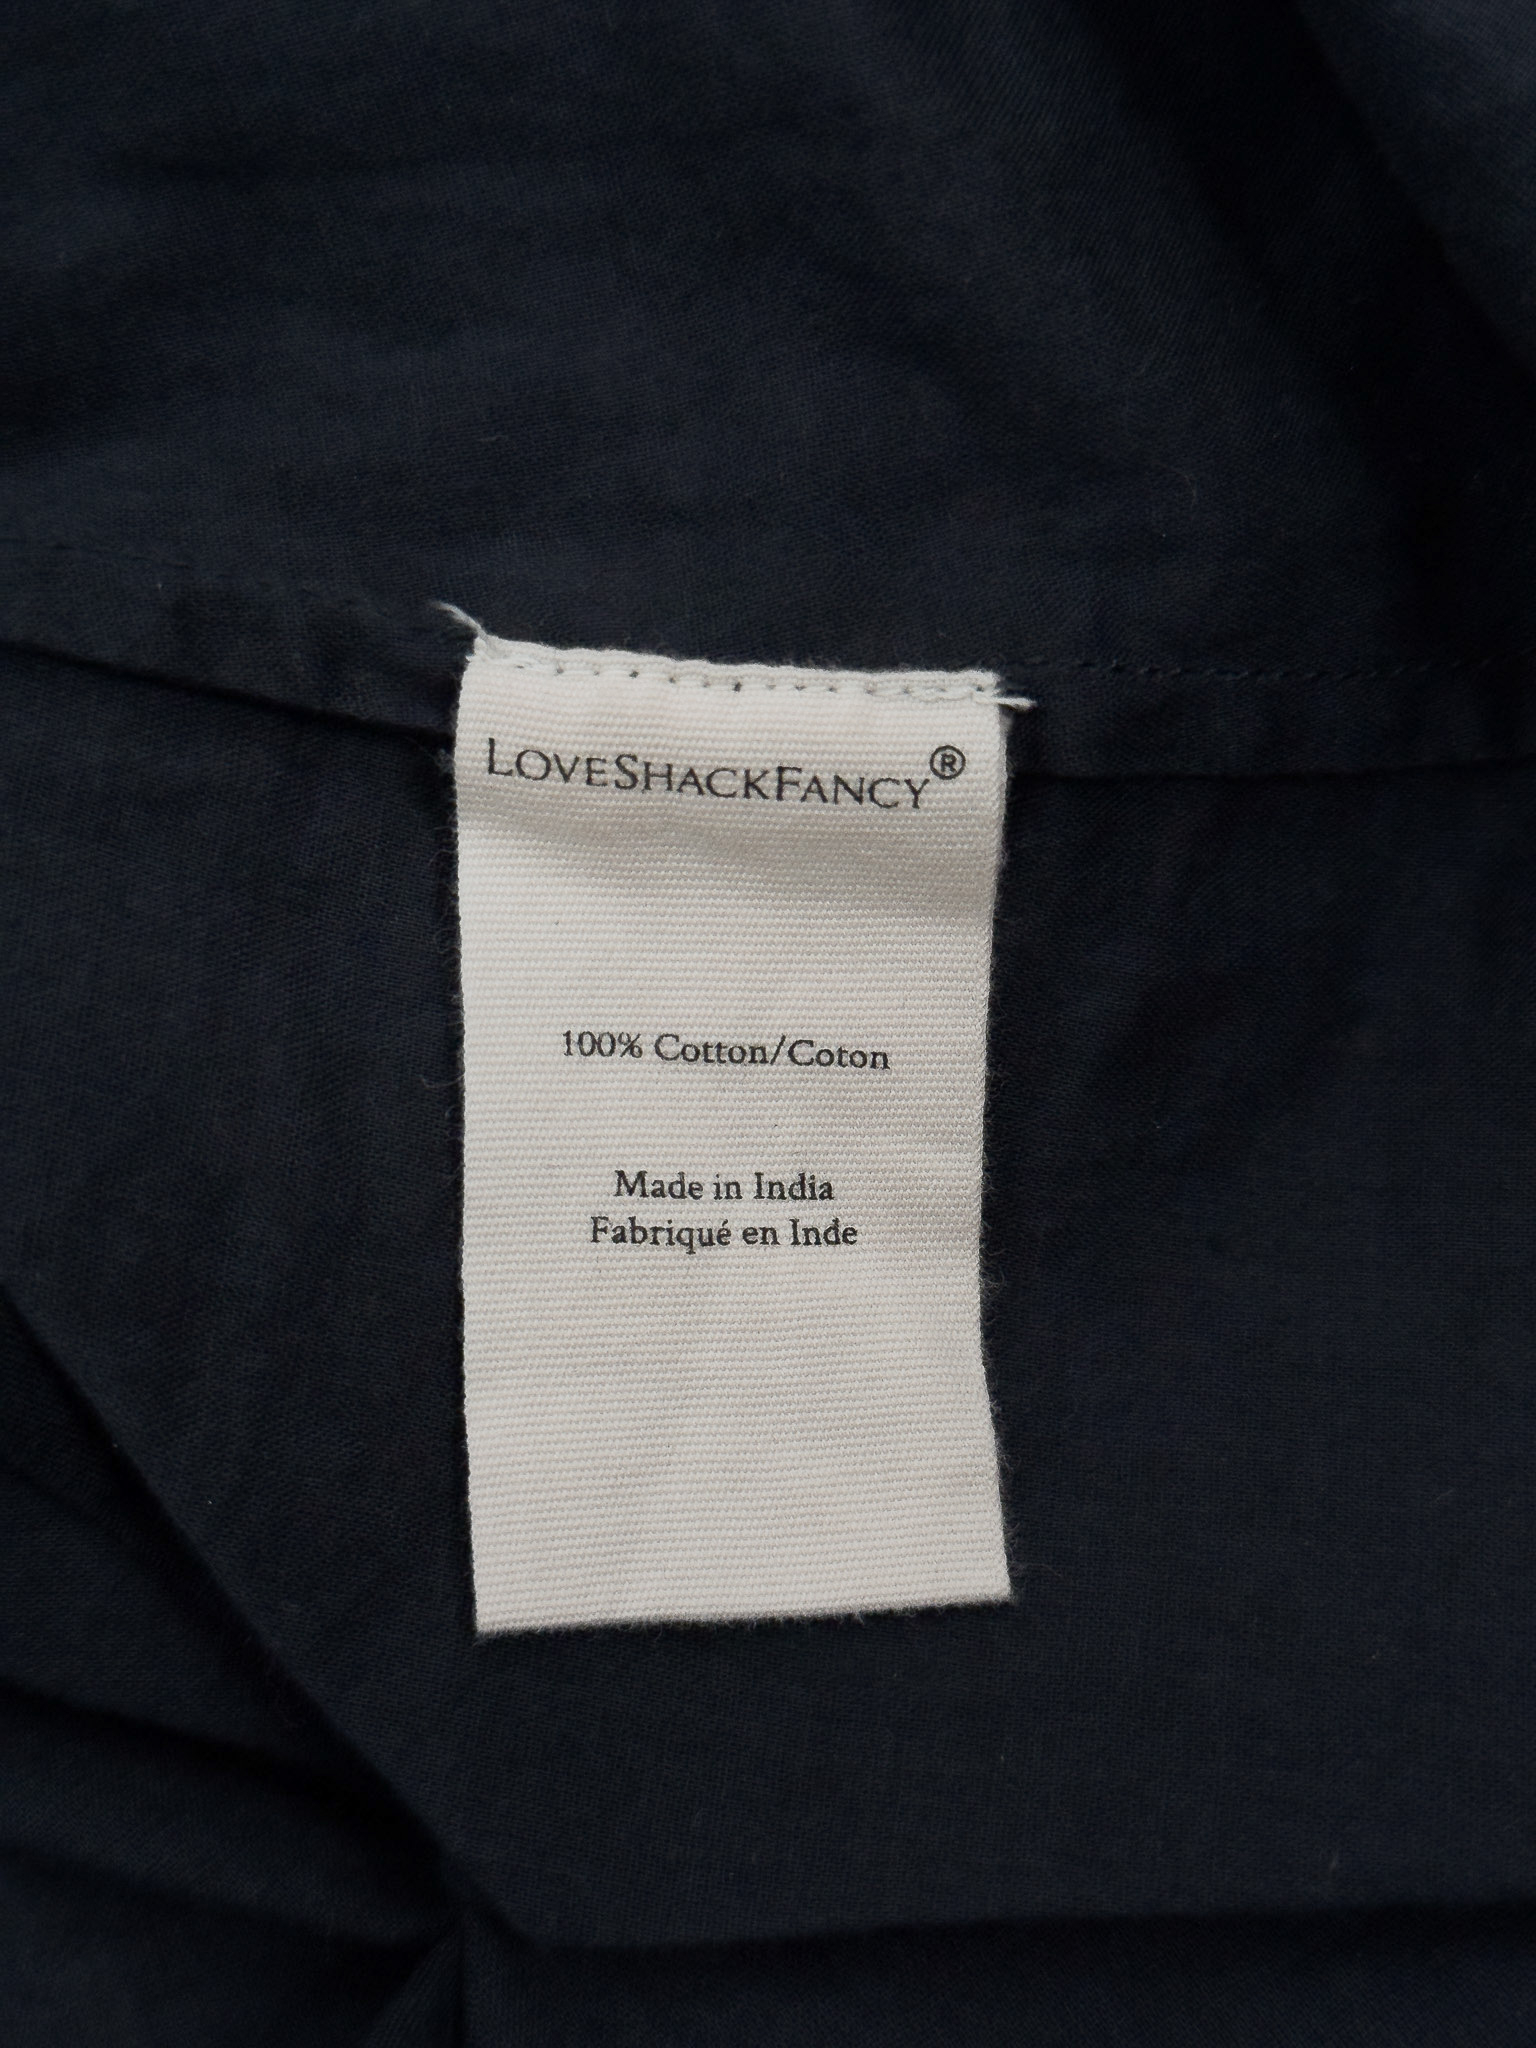 LOVESHACKFANCY®
100% Cotton/Coton
Made in India
Fabriqué en Inde